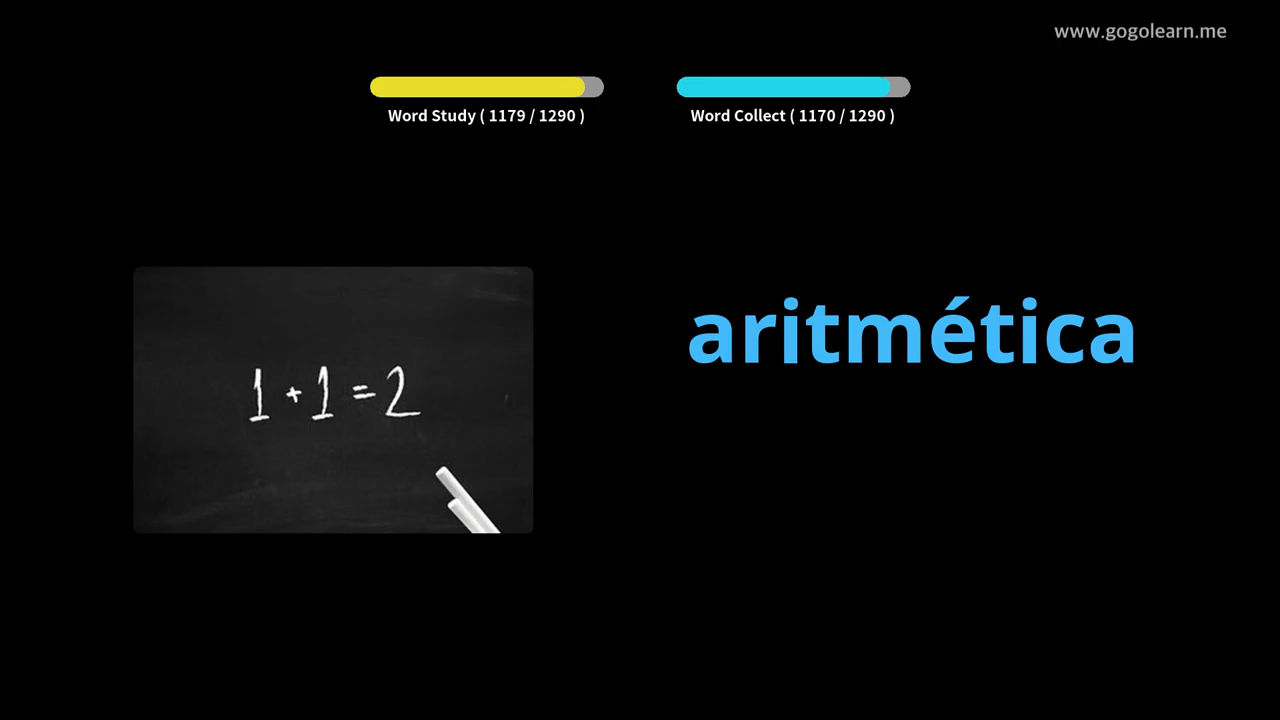 www.gogolearn.me
Word Study ( 1179 / 1290 )
Word Collect ( 1170 / 1290 )
aritmética
1 + 1 = 2